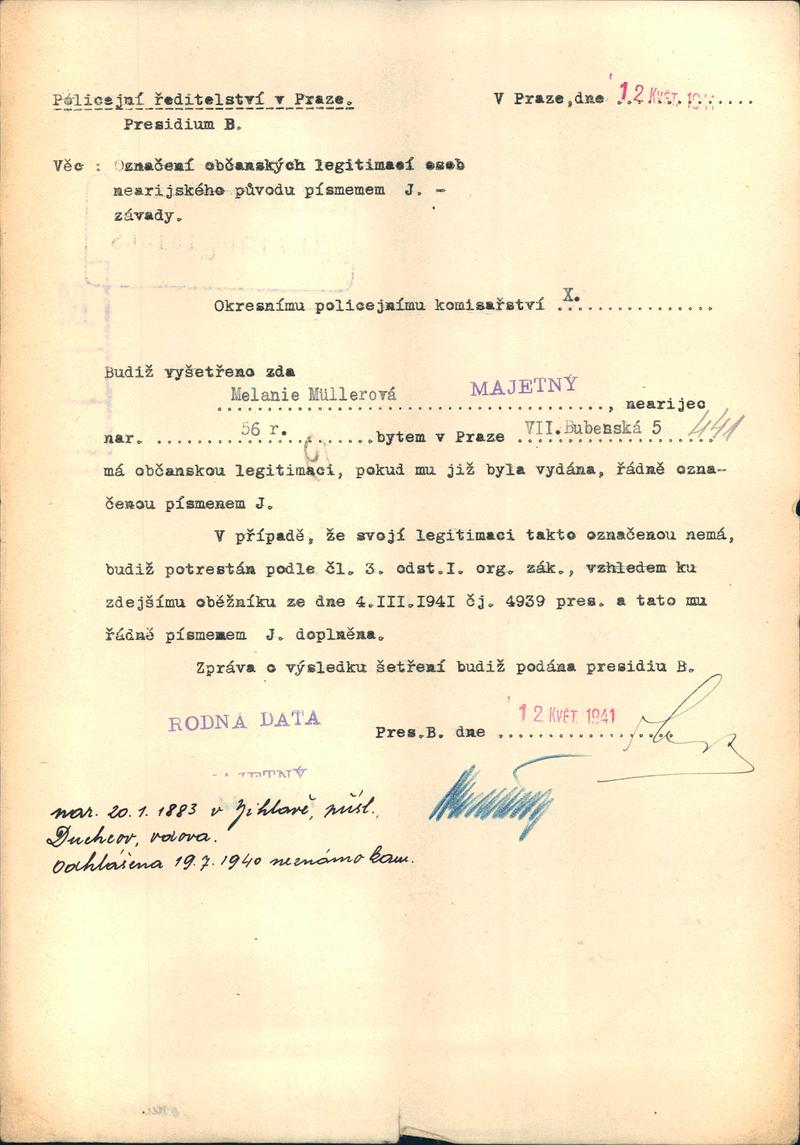 Policejní ředitelství v Praze.
V Praze, dne 12 KVĚT. 1941
Presidium B.
Věc : Označení občanských legitimací osob
nearijského původu písmemem J. -
závady.
Okresnímu policejnímu komisařství X.
Budiž vyšetřeno zda
Melanie Müllerová MAJETNÝ , nearijec
nar. 56 r. bytem v Praze VII.Bubenská 5 441
má občanskou legitimaci, pokud mu již byla vydána, řádně ozna-
čenou písmenem J.
V případě, že svojí legitimaci takto označenou nemá,
budiž potrestán podle čl. 3. odst.I. org. zák., vzhledem ku
zdejšímu oběžníku ze dne 4.III.1941 čj. 4939 pres. a tato mu
řádně písmenem J. doplněna.
Zpráva o výsledku šetření budiž podána presidiu B.
RODNÁ DATA
Pres.B. dne 12 KVĚT. 1941
MAJETNÝ
nar. 20. 1. 1883 v Jihlavě, přísl.
Duchcov, vdova.
Odhlášena 19. 7. 1940 neznámo kam.